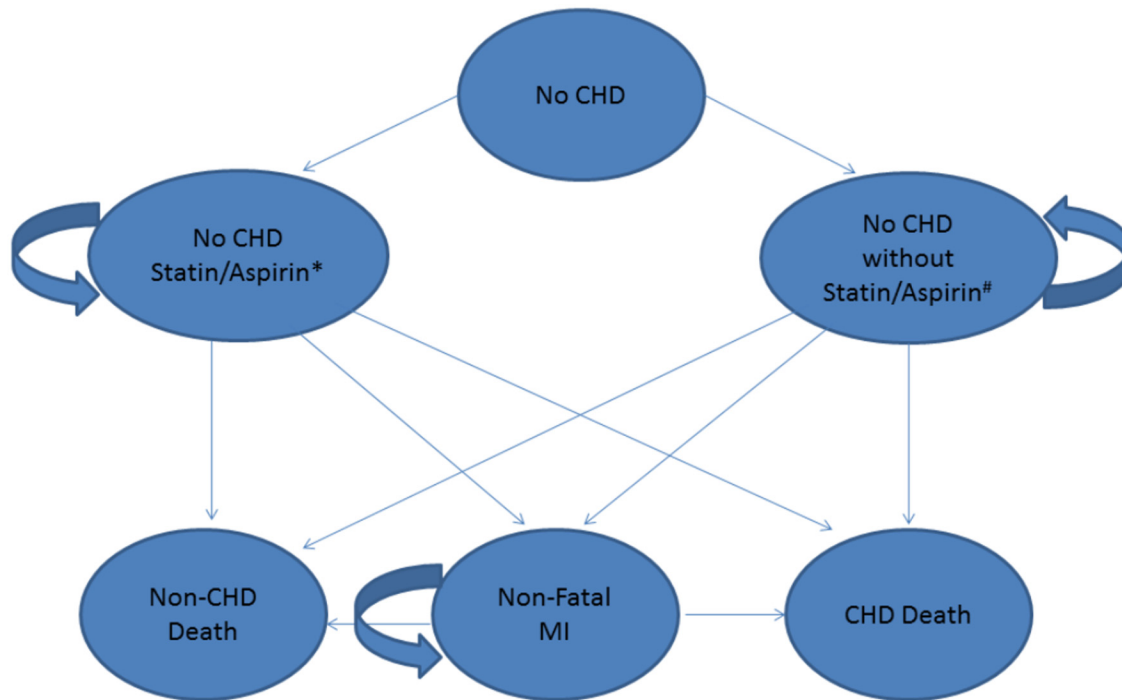 No CHD
No CHD
Statin/Aspirin*
No CHD
without
Statin/Aspirin#
Non-CHD
Death
Non-Fatal
MI
CHD Death